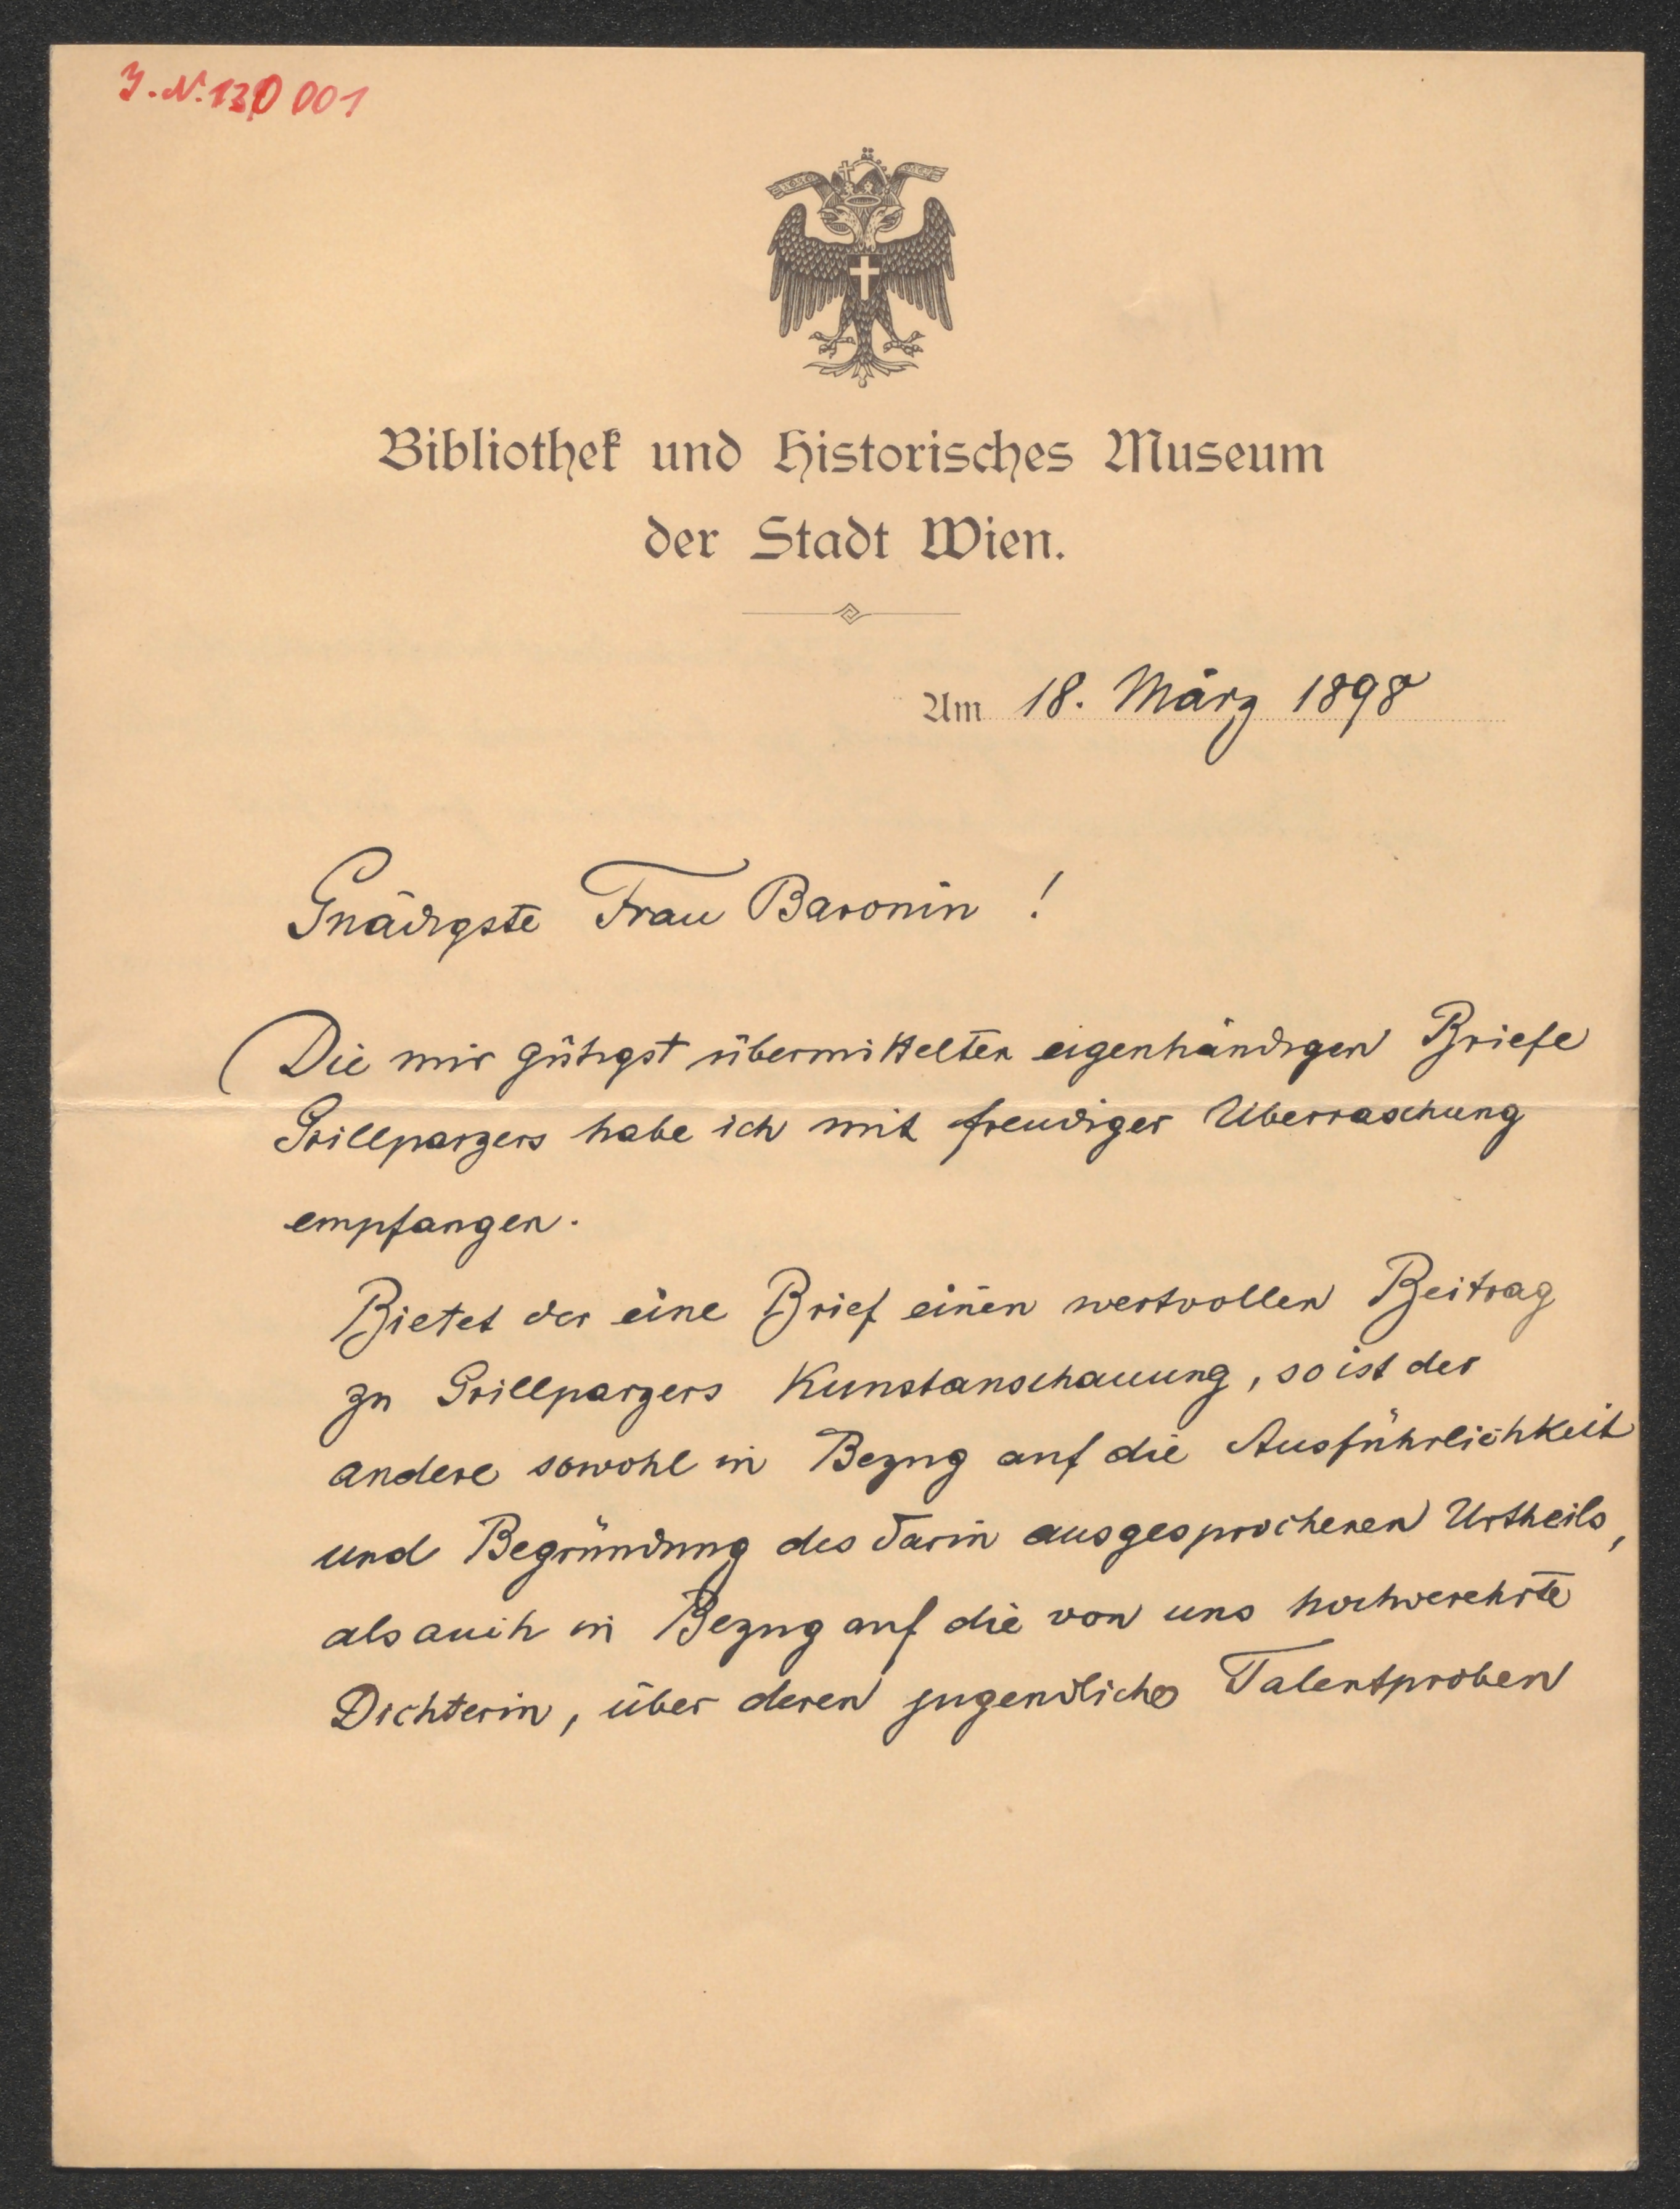 J.N. 130 001
Bibliothek und Historisches Museum
der Stadt Wien.
Am 18. März 1898
Gnädigste Frau Baronin !
Die mir gütigst übermittelten eigenhändigen Briefe
Grillparzers habe ich mit freudiger Überraschung
empfangen.
Bietet der eine Brief einen wertvollen Beitrag
zu Grillparzers Kunstanschauung, so ist der
andere sowohl in Bezug auf die Ausführlichkeit
und Begründung des darin ausgesprochenen Urtheils,
als auch in Bezug auf die von uns hochverehrte
Dichterin, über deren jugendliche Talentproben